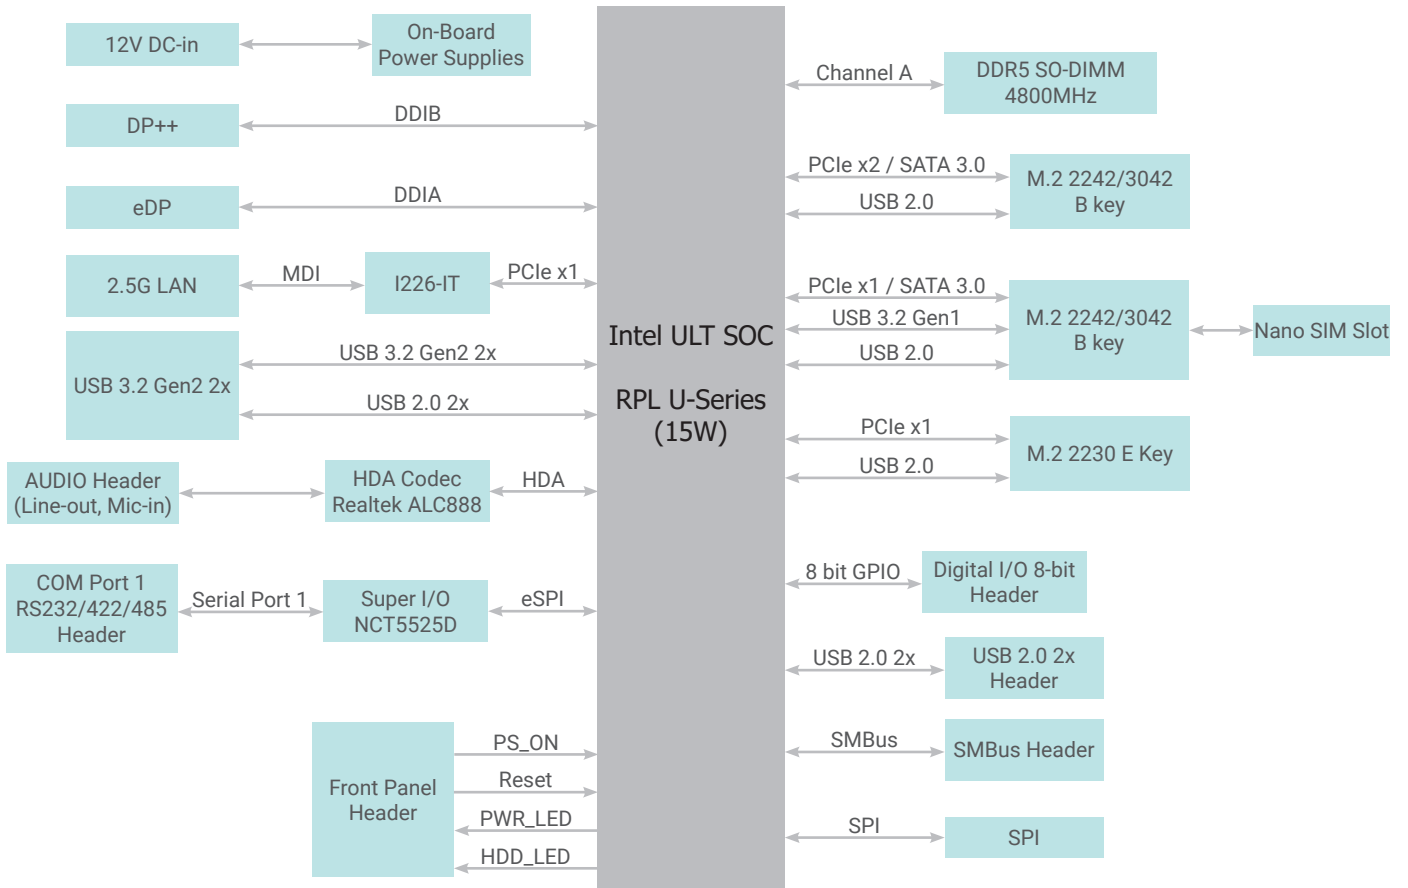 12V DC-in
On-Board
Power Supplies
DP++
DDIB
eDP
DDIA
2.5G LAN
MDI
I226-IT
PCIe x1
USB 3.2 Gen2 2x
USB 3.2 Gen2 2x
USB 2.0 2x
AUDIO Header
(Line-out, Mic-in)
HDA Codec
Realtek ALC888
HDA
COM Port 1
RS232/422/485
Header
Serial Port 1
Super I/O
NCT5525D
eSPI
Front Panel
Header
PS_ON
Reset
PWR_LED
HDD_LED
Intel ULT SOC
RPL U-Series
(15W)
Channel A
DDR5 SO-DIMM
4800MHz
PCIe x2 / SATA 3.0
USB 2.0
M.2 2242/3042
B key
PCIe x1 / SATA 3.0
USB 3.2 Gen1
USB 2.0
M.2 2242/3042
B key
Nano SIM Slot
PCIe x1
USB 2.0
M.2 2230 E Key
8 bit GPIO
Digital I/O 8-bit
Header
USB 2.0 2x
USB 2.0 2x
Header
SMBus
SMBus Header
SPI
SPI